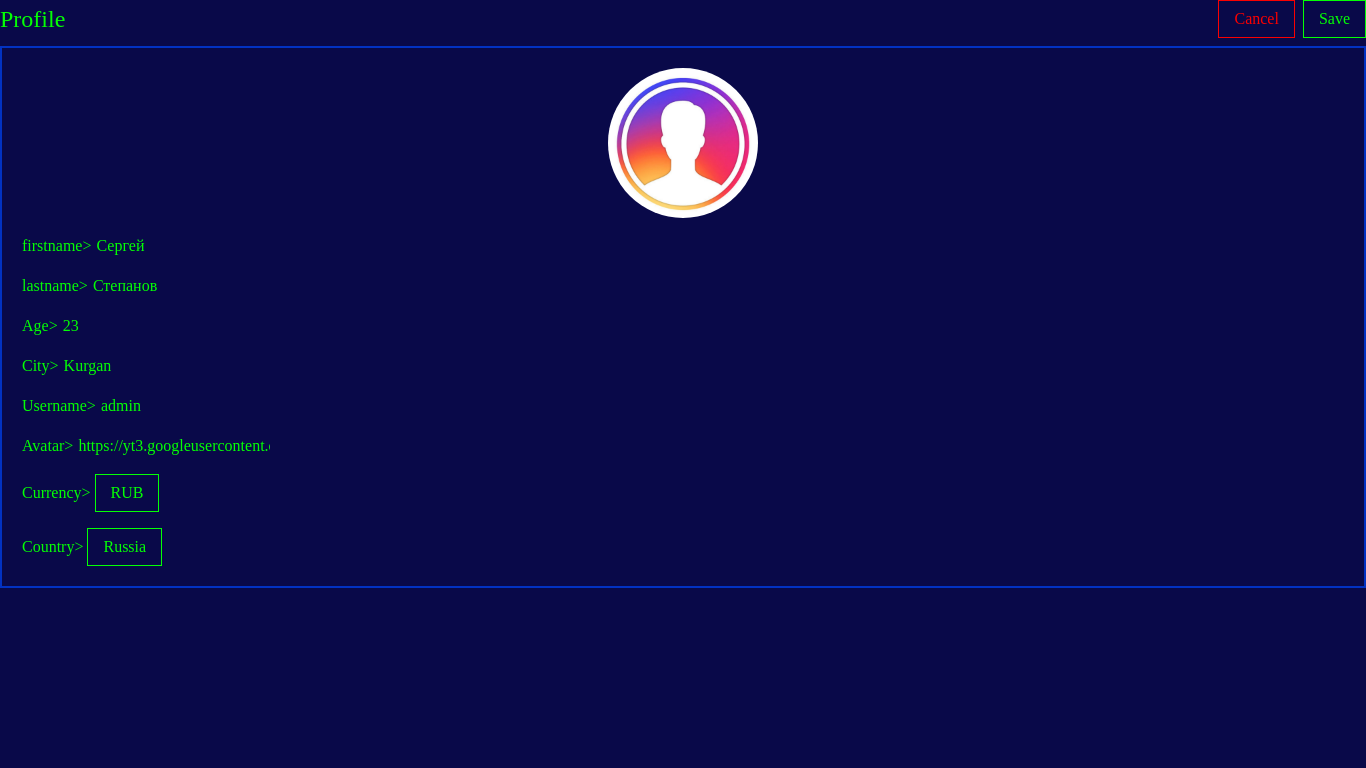 Profile
Cancel
Save
firstname> Сергей
lastname> Степанов
Age> 23
City> Kurgan
Username> admin
Avatar> https://yt3.googleusercontent.
Currency> RUB
Country> Russia